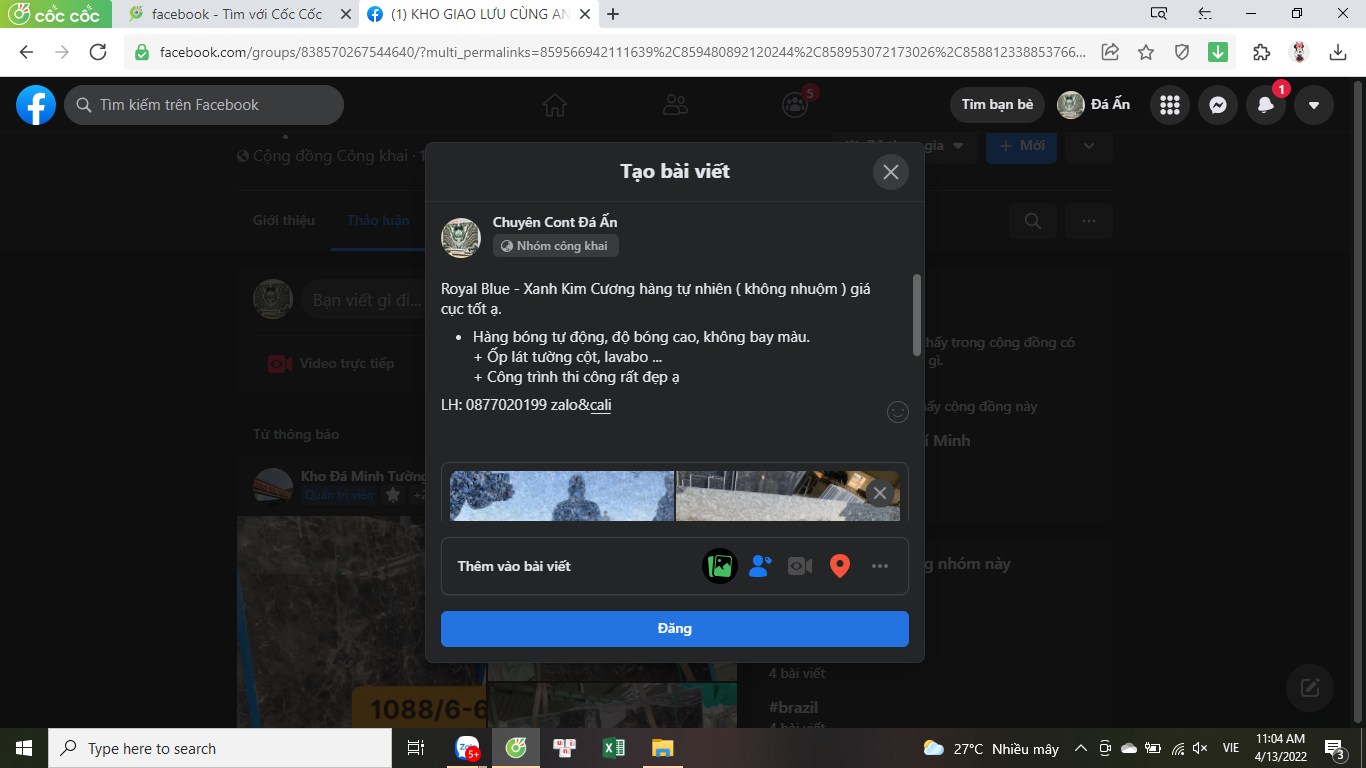 cốc cốc
facebook - Tìm với Cốc Cốc
(1) KHO GIAO LƯU CÙNG AN
facebook.com/groups/838570267544640/?multi_permalinks=859566942111639%2C859480892120244%2C858953072173026%2C858812338853766...
Tìm kiếm trên Facebook
5
Tìm bạn bè
Đá Ấn
1
Cộng đồng Công khai ·
gia
+ Mới
Giới thiệu
Thảo luận
Tạo bài viết
Chuyên Cont Đá Ấn
Nhóm công khai
Bạn viết gì đi...
Video trực tiếp
Royal Blue - Xanh Kim Cương hàng tự nhiên ( không nhuộm ) giá
cục tốt ạ.
• Hàng bóng tự động, độ bóng cao, không bay màu.
+ Ốp lát tường cột, lavabo ...
+ Công trình thi công rất đẹp ạ
LH: 0877020199 zalo&cali
trong cộng đồng có
gì.
cộng đồng này
Minh
Từ thông báo
Kho Đá Minh Tường
Quản trị viên
Thêm vào bài viết
nhóm này
Đăng
4 bài viết
#brazil
4 bài viết
1088/6-6
Type here to search
5+
27°C Nhiều mây
VIE
11:04 AM
4/13/2022
3